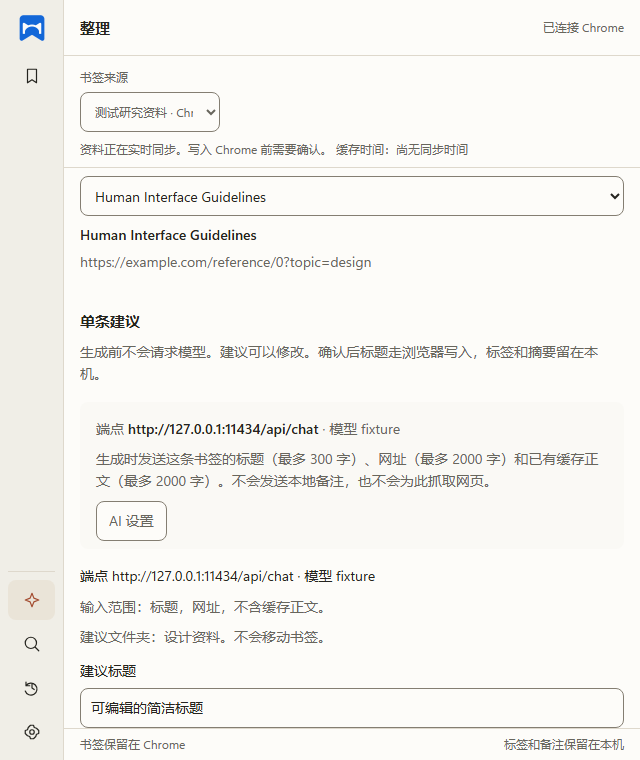 整理
已连接 Chrome
书签来源
测试研究资料 · Chr
资料正在实时同步。写入 Chrome 前需要确认。 缓存时间：尚无同步时间
Human Interface Guidelines
Human Interface Guidelines
https://example.com/reference/0?topic=design
单条建议
生成前不会请求模型。建议可以修改。确认后标题走浏览器写入，标签和摘要留在本
机。
端点 http://127.0.0.1:11434/api/chat · 模型 fixture
生成时发送这条书签的标题（最多 300 字）、网址（最多 2000 字）和已有缓存正
文（最多 2000 字）。不会发送本地备注，也不会为此抓取网页。
AI 设置
端点 http://127.0.0.1:11434/api/chat · 模型 fixture
输入范围：标题，网址，不含缓存正文。
建议文件夹：设计资料。不会移动书签。
建议标题
可编辑的简洁标题
书签保留在 Chrome
标签和备注保留在本机